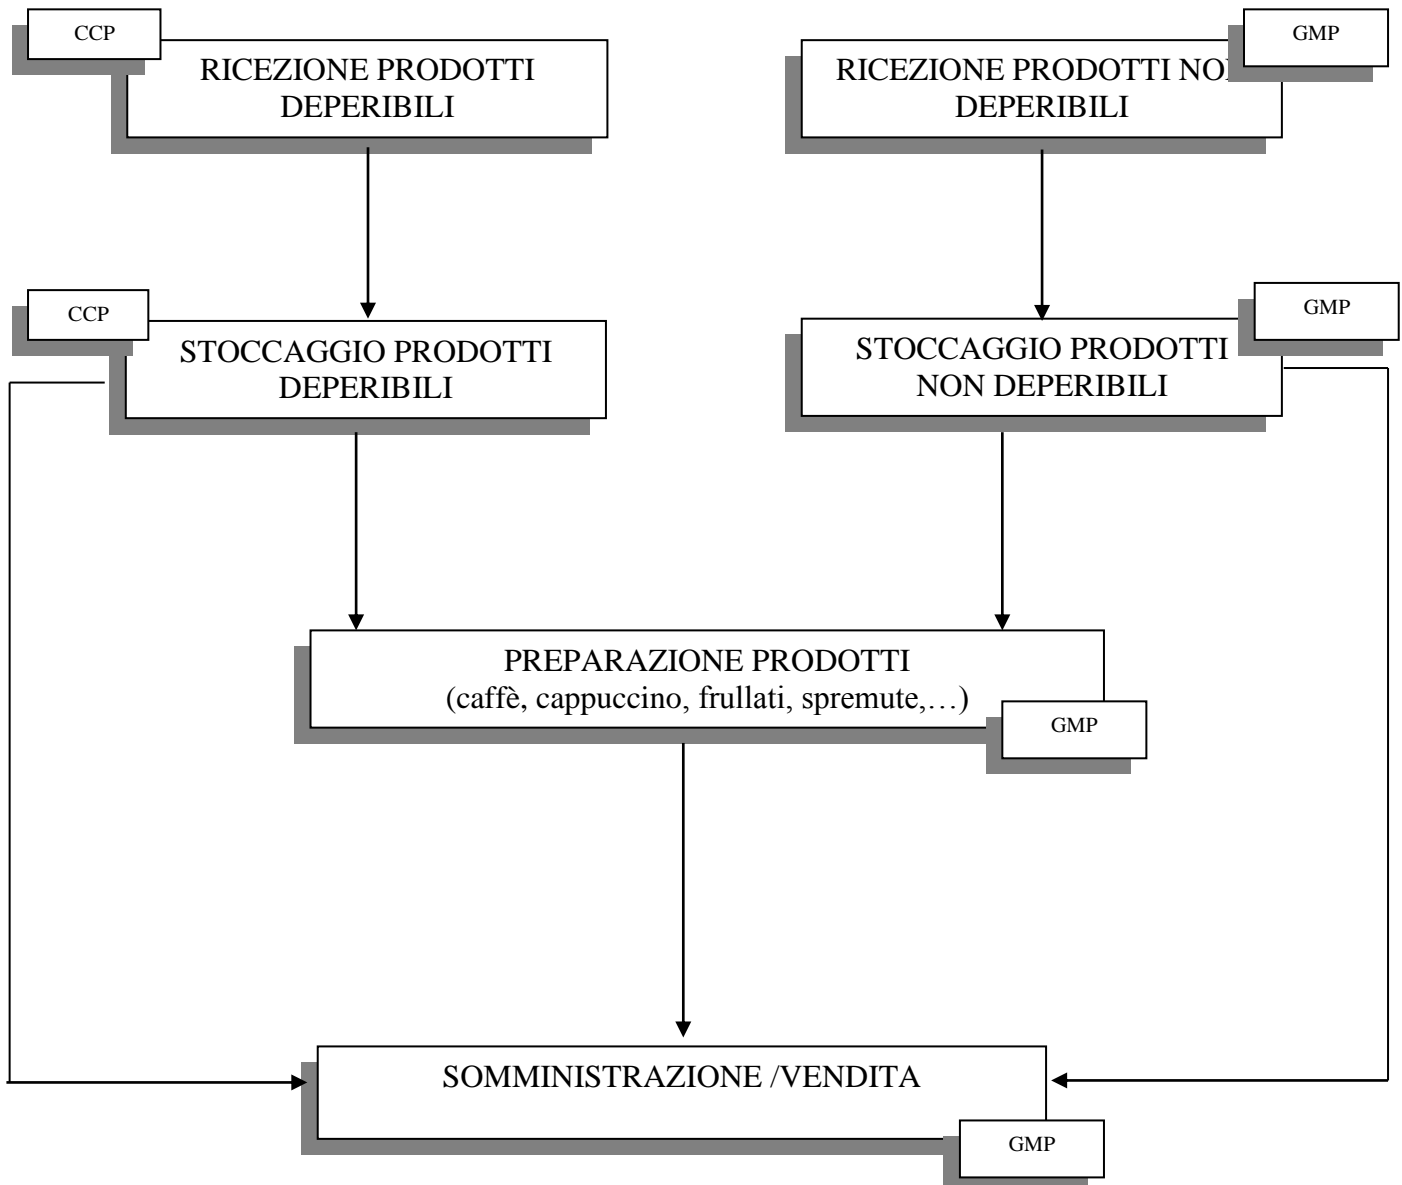 CCP
RICEZIONE PRODOTTI
DEPERIBILI
GMP
RICEZIONE PRODOTTI NO
DEPERIBILI
CCP
STOCCAGGIO PRODOTTI
DEPERIBILI
GMP
STOCCAGGIO PRODOTTI
NON DEPERIBILI
PREPARAZIONE PRODOTTI
(caffè, cappuccino, frullati, spremute,…)
GMP
SOMMINISTRAZIONE /VENDITA
GMP